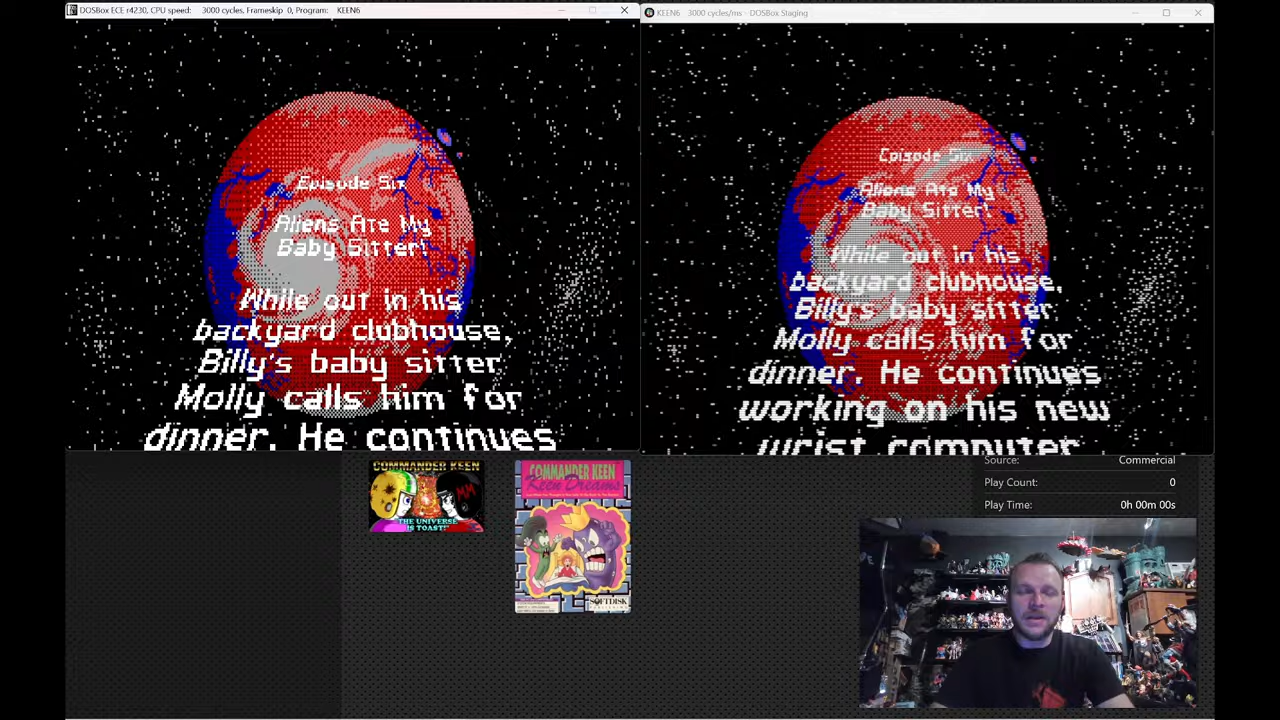 DOSBox ECE r4230, CPU speed: 3000 cycles, Frameskip 0, Program: KEEN6
KEEN6 3000 cycles/ms - DOSBox Staging
Episode Six
Aliens Ate My
Baby Sitter!
While out in his
backyard clubhouse,
Billy's baby sitter
Molly calls him for
dinner. He continues
Episode Six
Aliens Ate My
Baby Sitter!
While out in his
backyard clubhouse,
Billy's baby sitter
Molly calls him for
dinner. He continues
working on his new
wrist computer
COMMANDER KEEN
THE UNIVERSE
IS TOAST!
COMMANDER KEEN
Keen Dreams
SOFTDISK
PUBLISHING
Source: Commercial
Play Count: 0
Play Time: 0h 00m 00s